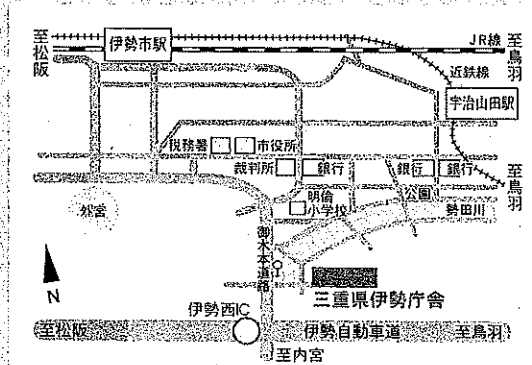 至松阪
伊勢市駅
JR線
至鳥羽
近鉄線
宇治山田駅
税務署
市役所
裁判所
銀行
銀行
銀行
至鳥羽
外宮
明倫
小学校
公園
勢田川
御木本道路
N
三重県伊勢庁舎
伊勢西IC
至松阪
伊勢自動車道
至鳥羽
至内宮